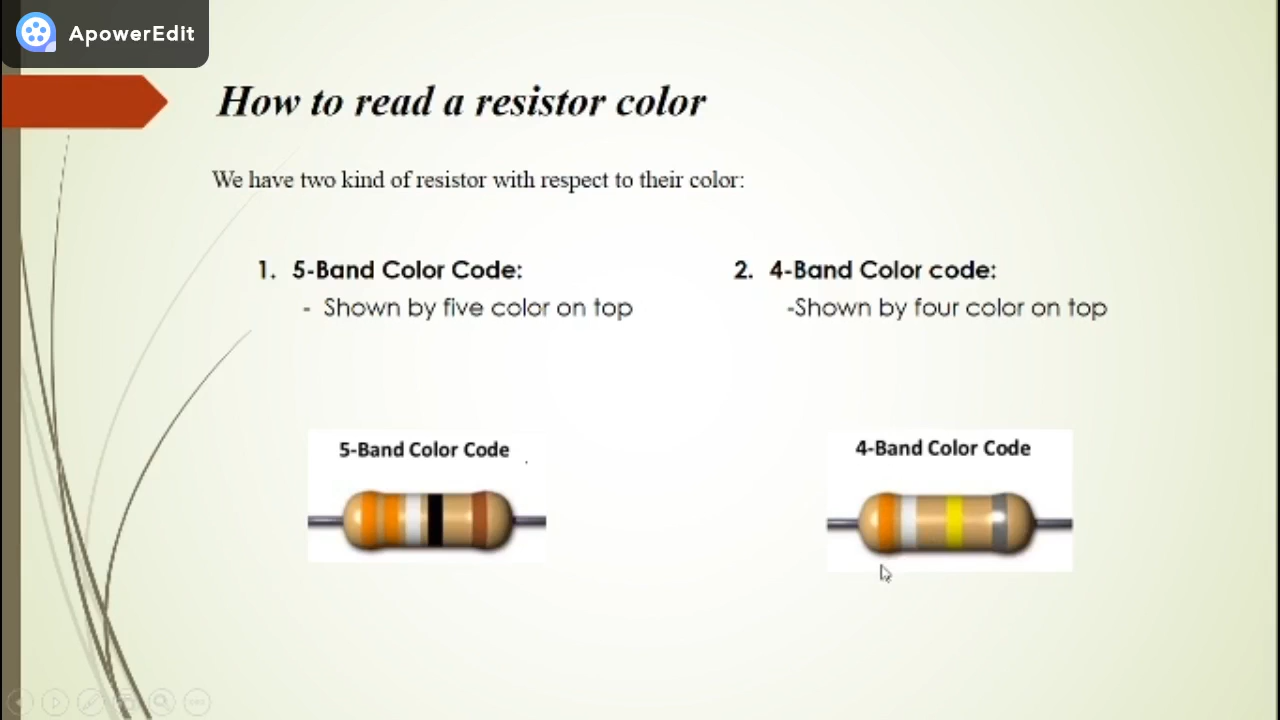 ApowerEdit
How to read a resistor color
We have two kind of resistor with respect to their color:
1. 5-Band Color Code:
- Shown by five color on top
2. 4-Band Color code:
-Shown by four color on top
5-Band Color Code
4-Band Color Code